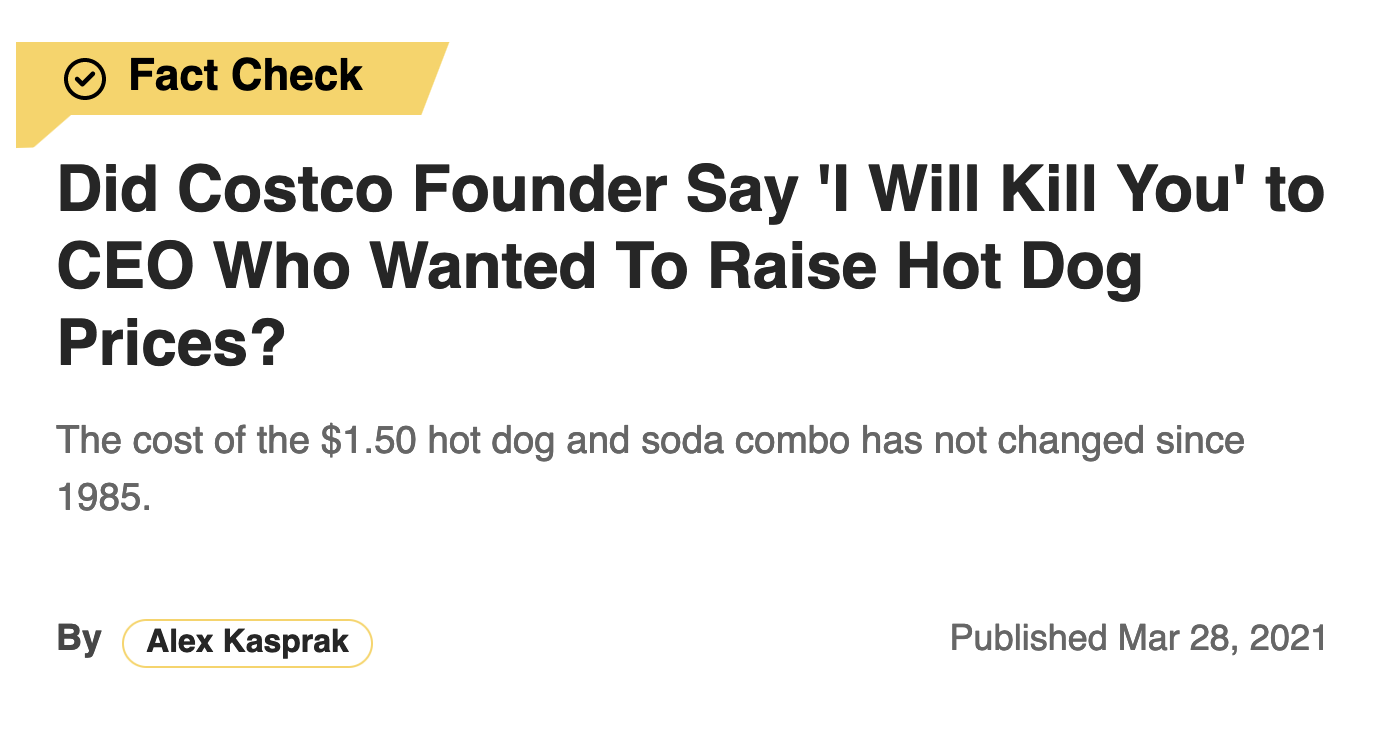 Fact Check
Did Costco Founder Say 'I Will Kill You' to
CEO Who Wanted To Raise Hot Dog
Prices?
The cost of the $1.50 hot dog and soda combo has not changed since
1985.
By Alex Kasprak Published Mar 28, 2021